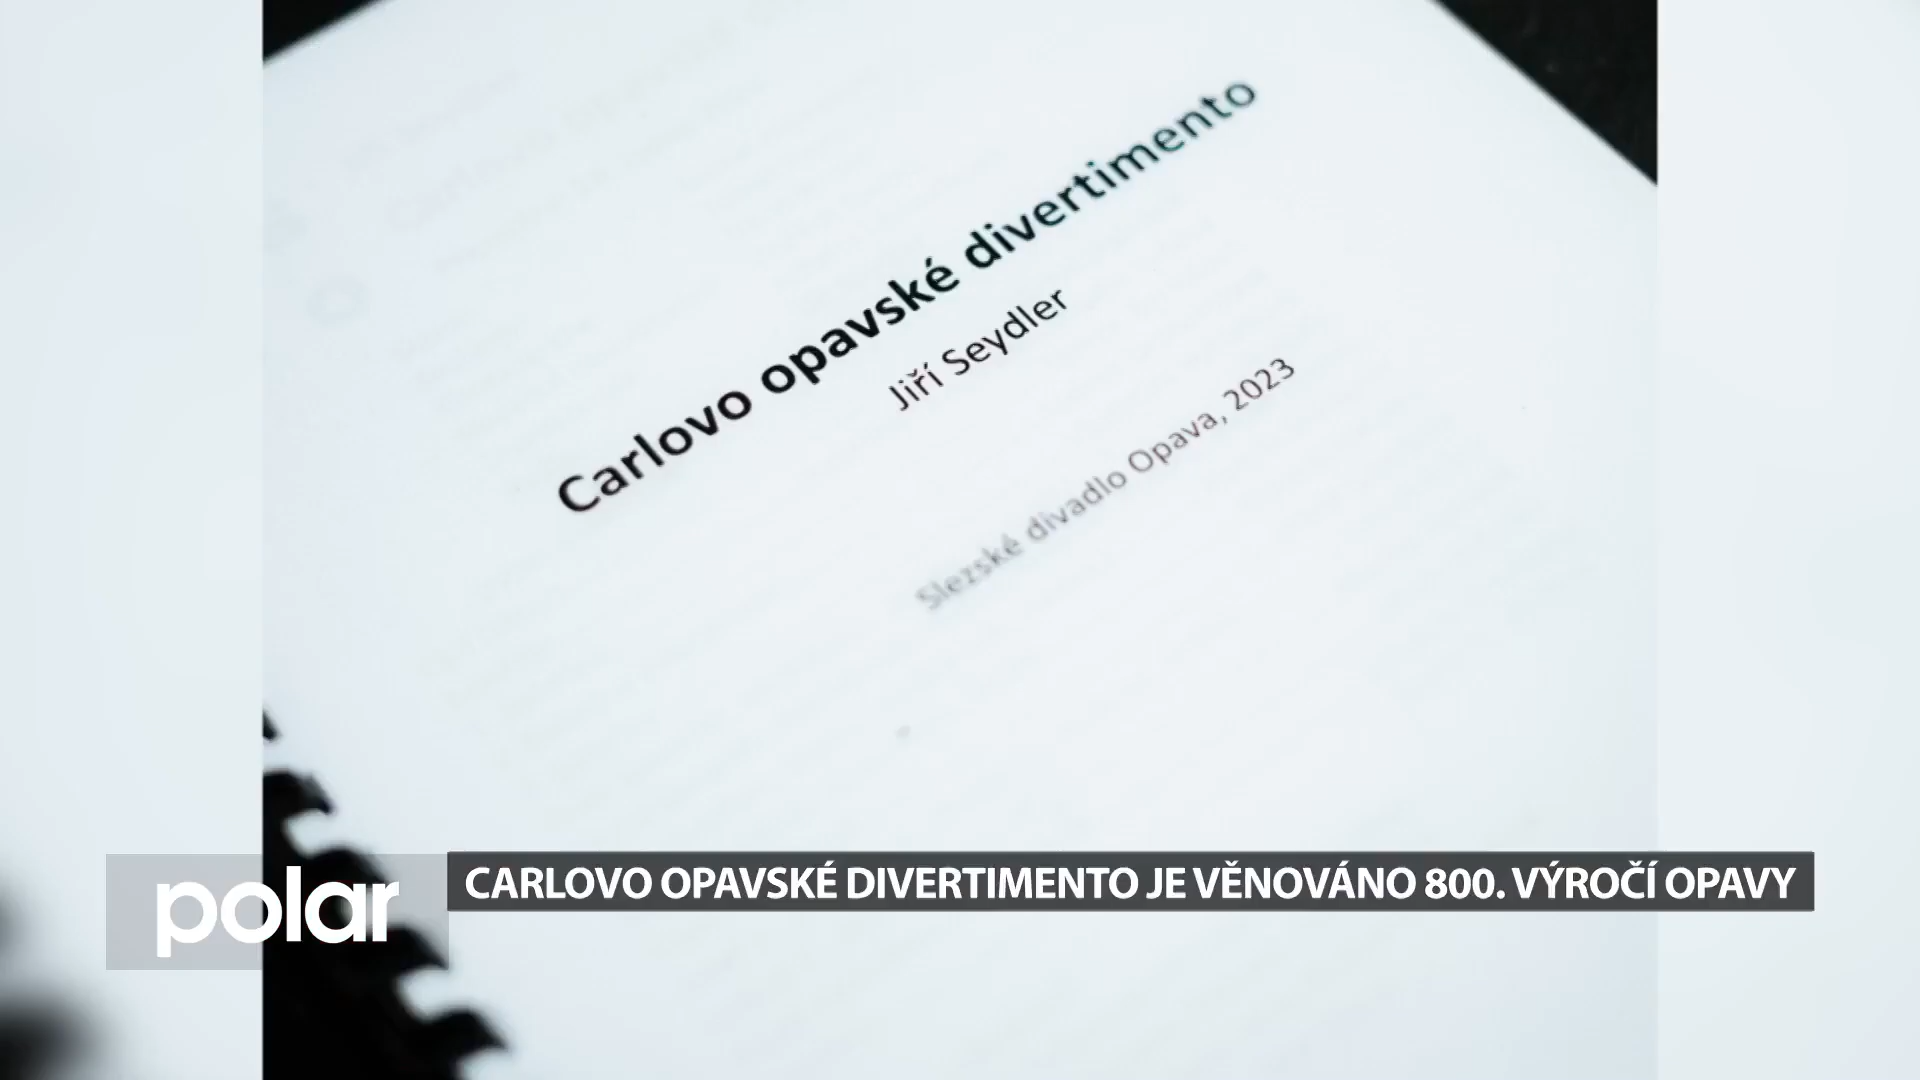 Carlovo opavské divertimento
Jiří Seydler
Slezské divadlo Opava, 2023
polar
CARLOVO OPAVSKÉ DIVERTIMENTO JE VĚNOVÁNO 800. VÝROČÍ OPAVY